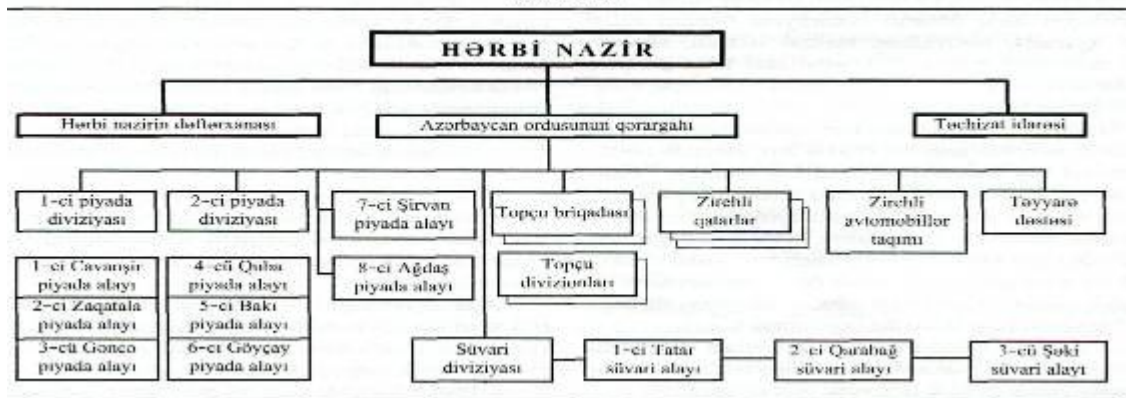 HƏRBİ NAZİR
Hərbi nazirin dəftərxanası
Azərbaycan ordusunun qərargahı
Təchizat idarəsi
1-ci piyada
diviziyası
2-ci piyada
diviziyası
7-ci Şirvan
piyada alayı
Topçu briqadası
Zirehli
qatarlar
Zirehli
avtomobillər
taqımı
Təyyarə
dəstəsi
1-ci Cavanşir
piyada alayı
4-cü Quba
piyada alayı
8-ci Ağdaş
piyada alayı
Topçu
divizionları
2-ci Zaqatala
piyada alayı
5-ci Bakı
piyada alayı
3-cü Gəncə
piyada alayı
6-cı Göyçay
piyada alayı
Süvari
diviziyası
1-ci Tatar
süvari alayı
2-ci Qarabağ
süvari alayı
3-cü Şəki
süvari alayı